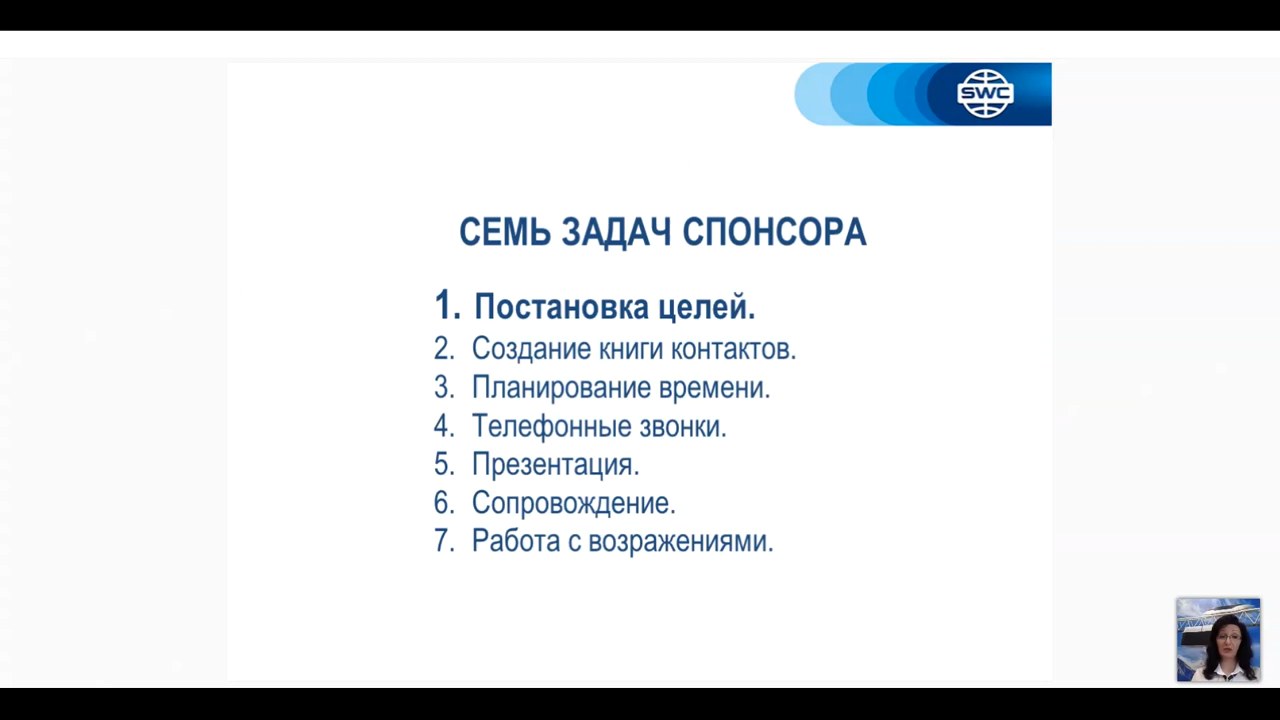 SWC
СЕМЬ ЗАДАЧ СПОНСОРА
1. Постановка целей.
2. Создание книги контактов.
3. Планирование времени.
4. Телефонные звонки.
5. Презентация.
6. Сопровождение.
7. Работа с возражениями.